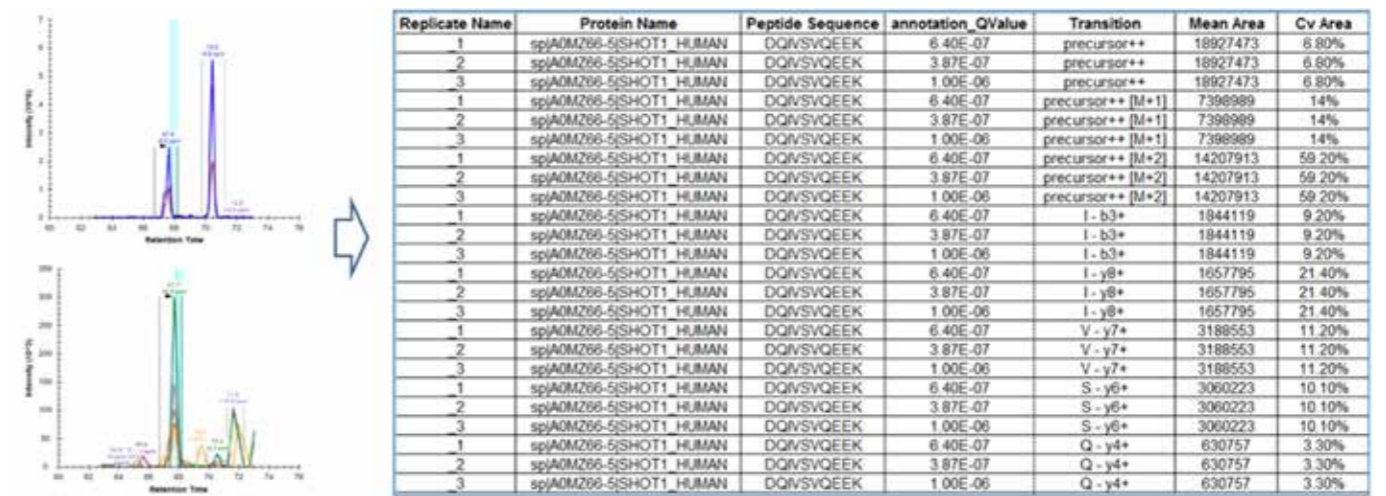 Intensity (10^6)
Retention Time
Intensity (10^3)
Retention Time
Replicate Name Protein Name Peptide Sequence annotation_QValue Transition Mean Area Cv Area
_1 sp|A0MZ66-5|SHOT1_HUMAN DQIVSVQEEK 6.40E-07 precursor++ 18927473 6.80%
_2 sp|A0MZ66-5|SHOT1_HUMAN DQIVSVQEEK 3.87E-07 precursor++ 18927473 6.80%
_3 sp|A0MZ66-5|SHOT1_HUMAN DQIVSVQEEK 1.00E-06 precursor++ 18927473 6.80%
_1 sp|A0MZ66-5|SHOT1_HUMAN DQIVSVQEEK 6.40E-07 precursor++ [M+1] 7398989 14%
_2 sp|A0MZ66-5|SHOT1_HUMAN DQIVSVQEEK 3.87E-07 precursor++ [M+1] 7398989 14%
_3 sp|A0MZ66-5|SHOT1_HUMAN DQIVSVQEEK 1.00E-06 precursor++ [M+1] 7398989 14%
_1 sp|A0MZ66-5|SHOT1_HUMAN DQIVSVQEEK 6.40E-07 precursor++ [M+2] 14207913 59.20%
_2 sp|A0MZ66-5|SHOT1_HUMAN DQIVSVQEEK 3.87E-07 precursor++ [M+2] 14207913 59.20%
_3 sp|A0MZ66-5|SHOT1_HUMAN DQIVSVQEEK 1.00E-06 precursor++ [M+2] 14207913 59.20%
_1 sp|A0MZ66-5|SHOT1_HUMAN DQIVSVQEEK 6.40E-07 I - b3+ 1844119 9.20%
_2 sp|A0MZ66-5|SHOT1_HUMAN DQIVSVQEEK 3.87E-07 I - b3+ 1844119 9.20%
_3 sp|A0MZ66-5|SHOT1_HUMAN DQIVSVQEEK 1.00E-06 I - b3+ 1844119 9.20%
_1 sp|A0MZ66-5|SHOT1_HUMAN DQIVSVQEEK 6.40E-07 I - y8+ 1657795 21.40%
_2 sp|A0MZ66-5|SHOT1_HUMAN DQIVSVQEEK 3.87E-07 I - y8+ 1657795 21.40%
_3 sp|A0MZ66-5|SHOT1_HUMAN DQIVSVQEEK 1.00E-06 I - y8+ 1657795 21.40%
_1 sp|A0MZ66-5|SHOT1_HUMAN DQIVSVQEEK 6.40E-07 V - y7+ 3188553 11.20%
_2 sp|A0MZ66-5|SHOT1_HUMAN DQIVSVQEEK 3.87E-07 V - y7+ 3188553 11.20%
_3 sp|A0MZ66-5|SHOT1_HUMAN DQIVSVQEEK 1.00E-06 V - y7+ 3188553 11.20%
_1 sp|A0MZ66-5|SHOT1_HUMAN DQIVSVQEEK 6.40E-07 S - y6+ 3060223 10.10%
_2 sp|A0MZ66-5|SHOT1_HUMAN DQIVSVQEEK 3.87E-07 S - y6+ 3060223 10.10%
_3 sp|A0MZ66-5|SHOT1_HUMAN DQIVSVQEEK 1.00E-06 S - y6+ 3060223 10.10%
_1 sp|A0MZ66-5|SHOT1_HUMAN DQIVSVQEEK 6.40E-07 Q - y4+ 630757 3.30%
_2 sp|A0MZ66-5|SHOT1_HUMAN DQIVSVQEEK 3.87E-07 Q - y4+ 630757 3.30%
_3 sp|A0MZ66-5|SHOT1_HUMAN DQIVSVQEEK 1.00E-06 Q - y4+ 630757 3.30%